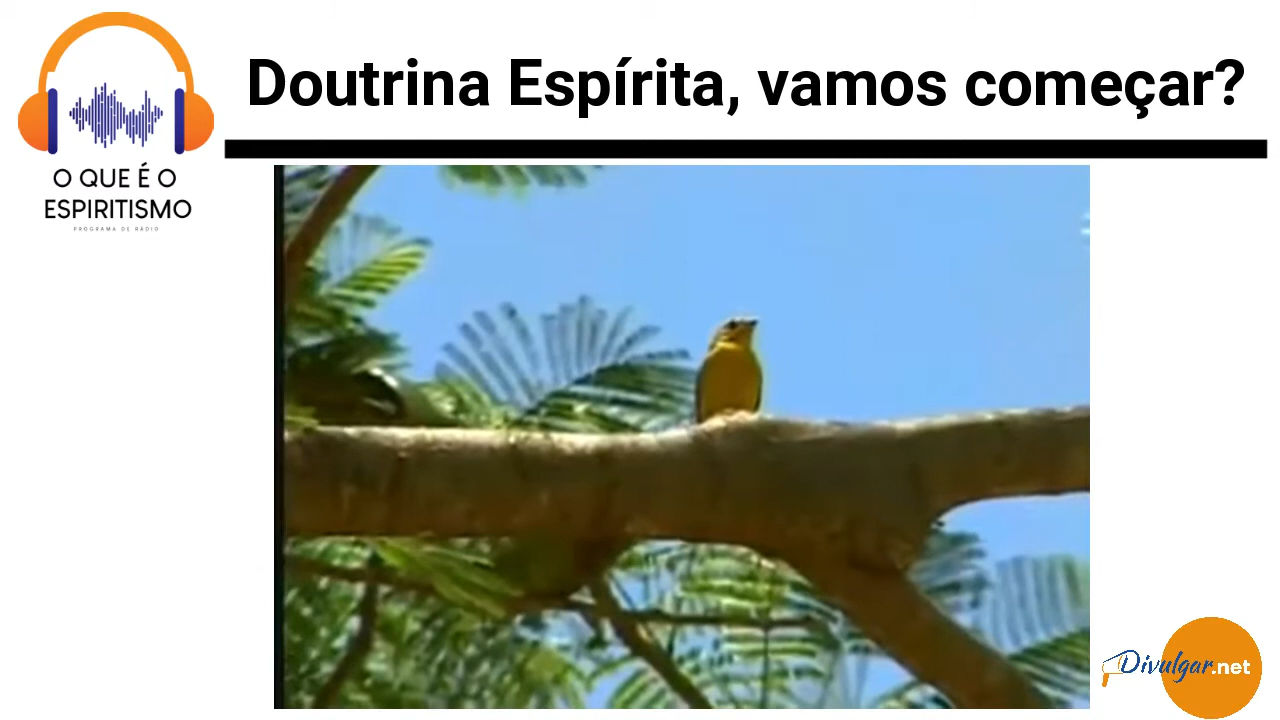 Doutrina Espírita, vamos começar?
O QUE É O
ESPIRITISMO
PROGRAMA DE RÁDIO
Divulgar.net